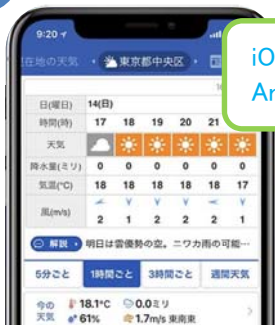 9:20
在地の天気 東京都中央区
iO
An
日(曜日) 14(日)
時間(時) 17 18 19 20 21
天気
降水量(ミリ) 0 0 0 0 0 0
気温(°C) 18 18 18 18 18 17
風(m/s) 2 1 2 2 2 1
解説 明日は雲優勢の空。ニワカ雨の可能…
5分ごと 1時間ごと 3時間ごと 週間天気
今の 18.1°C 0.0ミリ
天気 61% 1.7m/s 東南東